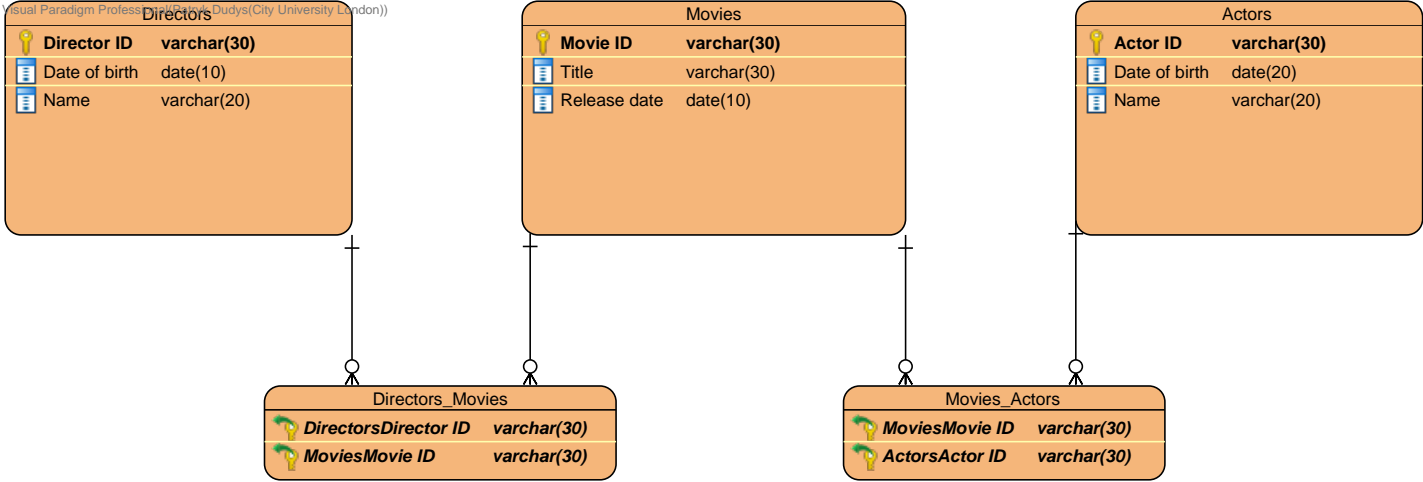 Visual Paradigm Professional(Patryk Dudys(City University London))
Directors
Director ID varchar(30)
Date of birth date(10)
Name varchar(20)
Movies
Movie ID varchar(30)
Title varchar(30)
Release date date(10)
Actors
Actor ID varchar(30)
Date of birth date(20)
Name varchar(20)
Directors_Movies
DirectorsDirector ID varchar(30)
MoviesMovie ID varchar(30)
Movies_Actors
MoviesMovie ID varchar(30)
ActorsActor ID varchar(30)